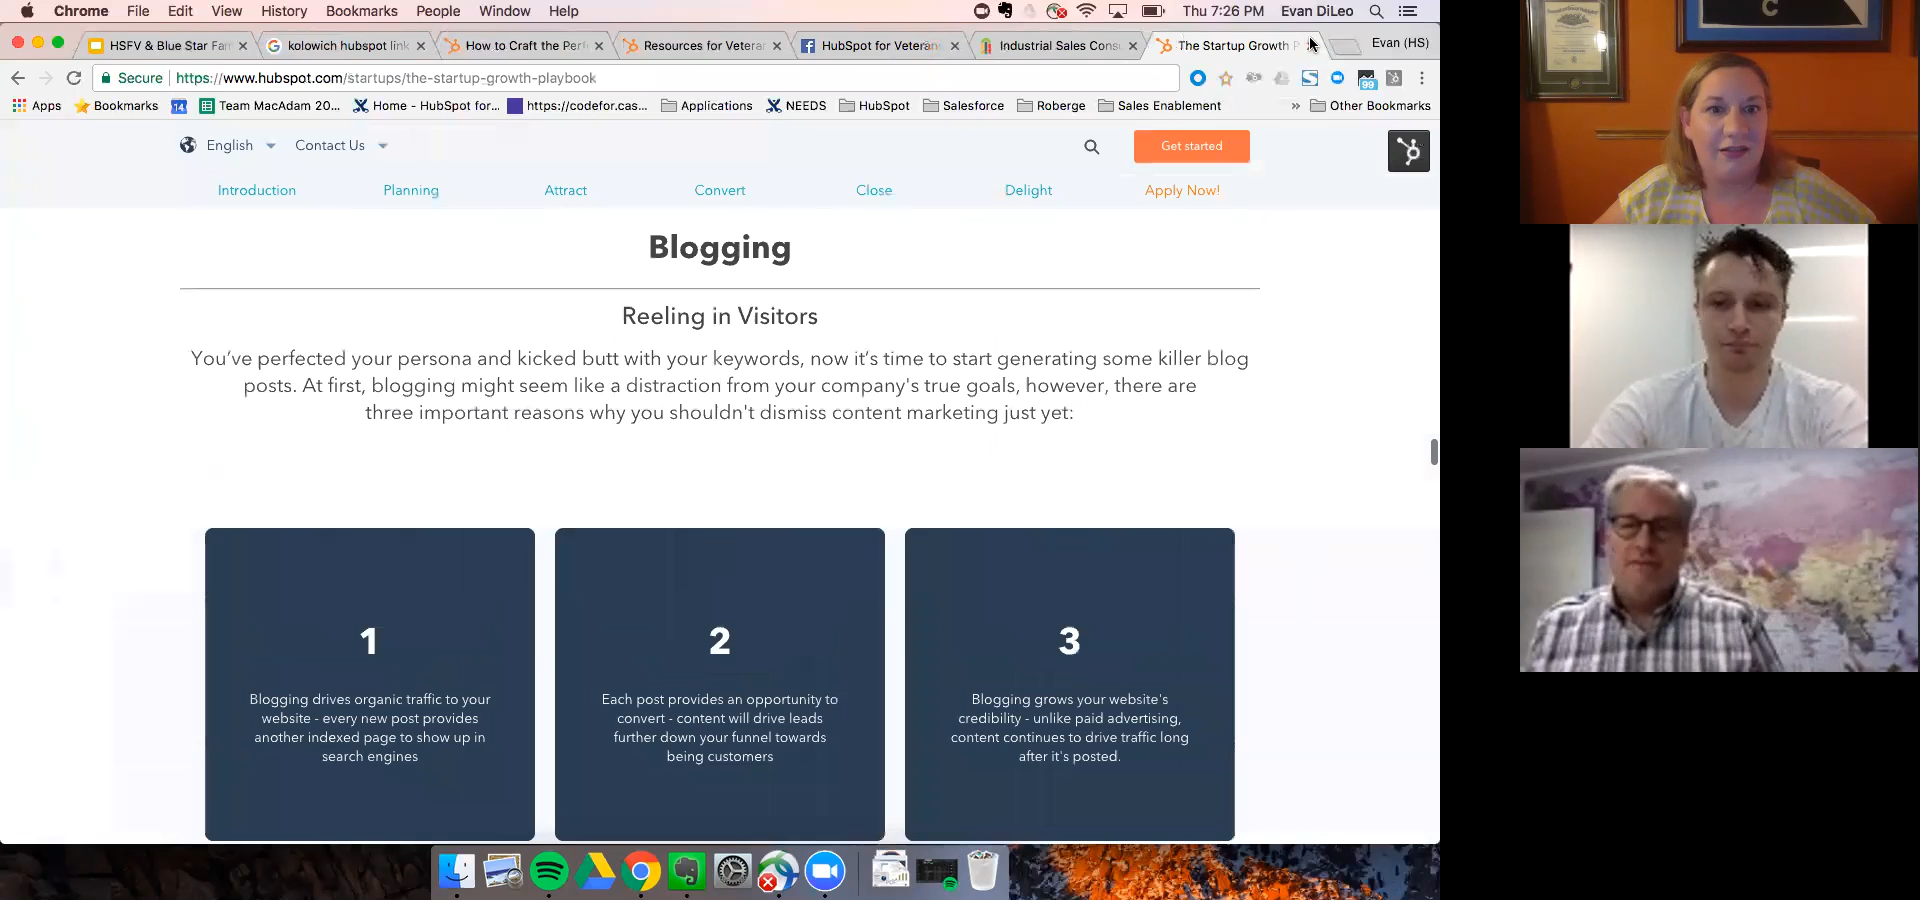 Chrome File Edit View History Bookmarks People Window Help Thu 7:26 PM Evan DiLeo
HSFV & Blue Star Fam
kolowich hubspot link
How to Craft the Perf
Resources for Veteran
HubSpot for Veterans
Industrial Sales Cons
The Startup Growth P
Evan (HS)
Secure https://www.hubspot.com/startups/the-startup-growth-playbook
99
Apps Bookmarks 14 Team MacAdam 20... Home - HubSpot for... https://codefor.cas... Applications NEEDS HubSpot Salesforce Roberge Sales Enablement » Other Bookmarks
English Contact Us Get started
Introduction Planning Attract Convert Close Delight Apply Now!
Blogging
Reeling in Visitors
You've perfected your persona and kicked butt with your keywords, now it's time to start generating some killer blog
posts. At first, blogging might seem like a distraction from your company's true goals, however, there are
three important reasons why you shouldn't dismiss content marketing just yet:
1
Blogging drives organic traffic to your
website - every new post provides
another indexed page to show up in
search engines
2
Each post provides an opportunity to
convert - content will drive leads
further down your funnel towards
being customers
3
Blogging grows your website's
credibility - unlike paid advertising,
content continues to drive traffic long
after it's posted.
C